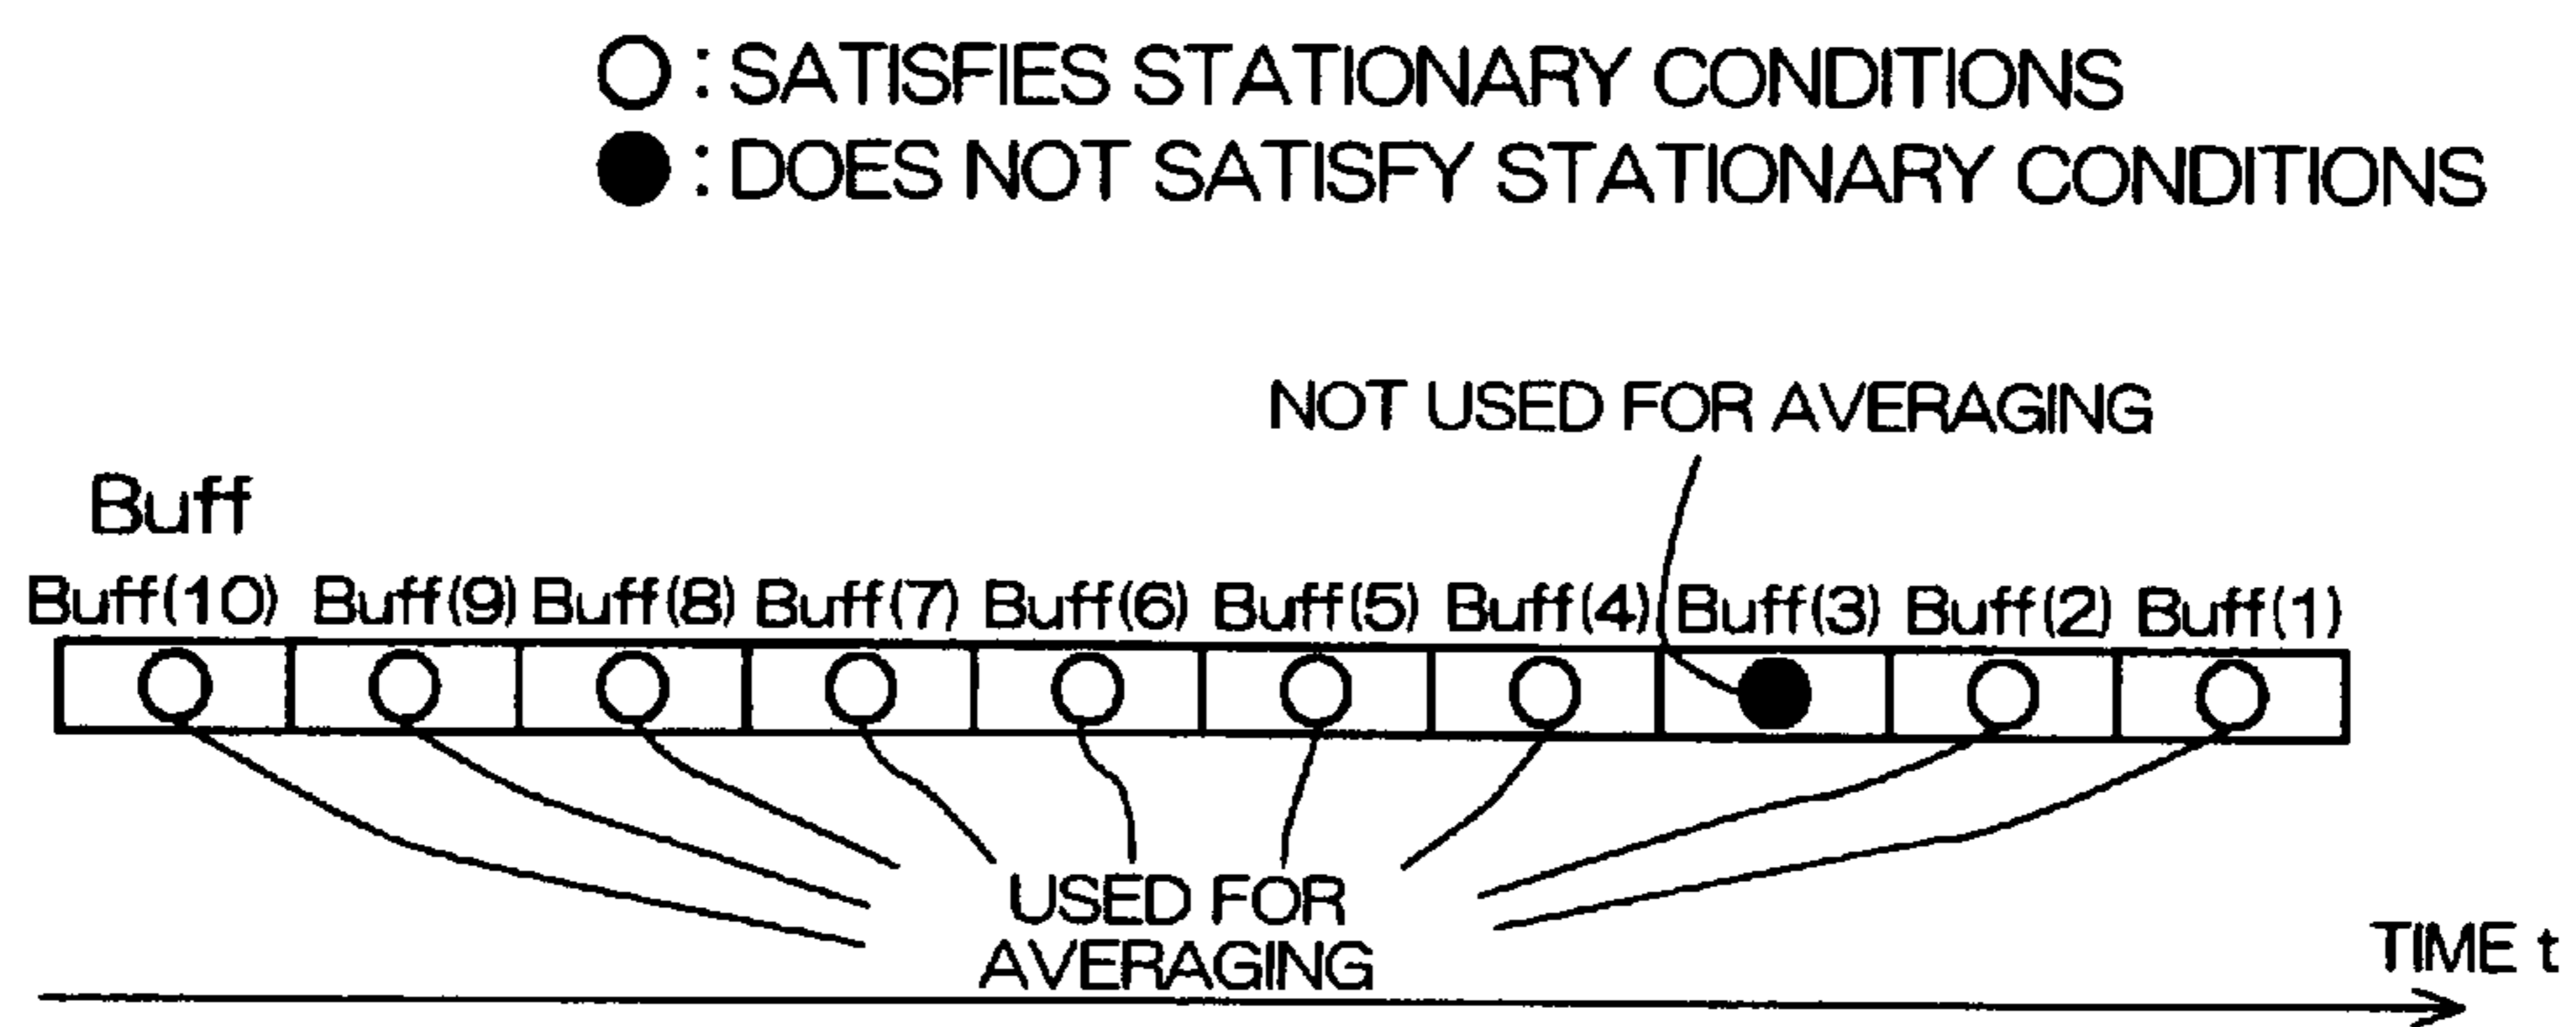 ○ : SATISFIES STATIONARY CONDITIONS
● : DOES NOT SATISFY STATIONARY CONDITIONS
NOT USED FOR AVERAGING
Buff
Buff(10) Buff(9) Buff(8) Buff(7) Buff(6) Buff(5) Buff(4) Buff(3) Buff(2) Buff(1)
USED FOR
AVERAGING
TIME t